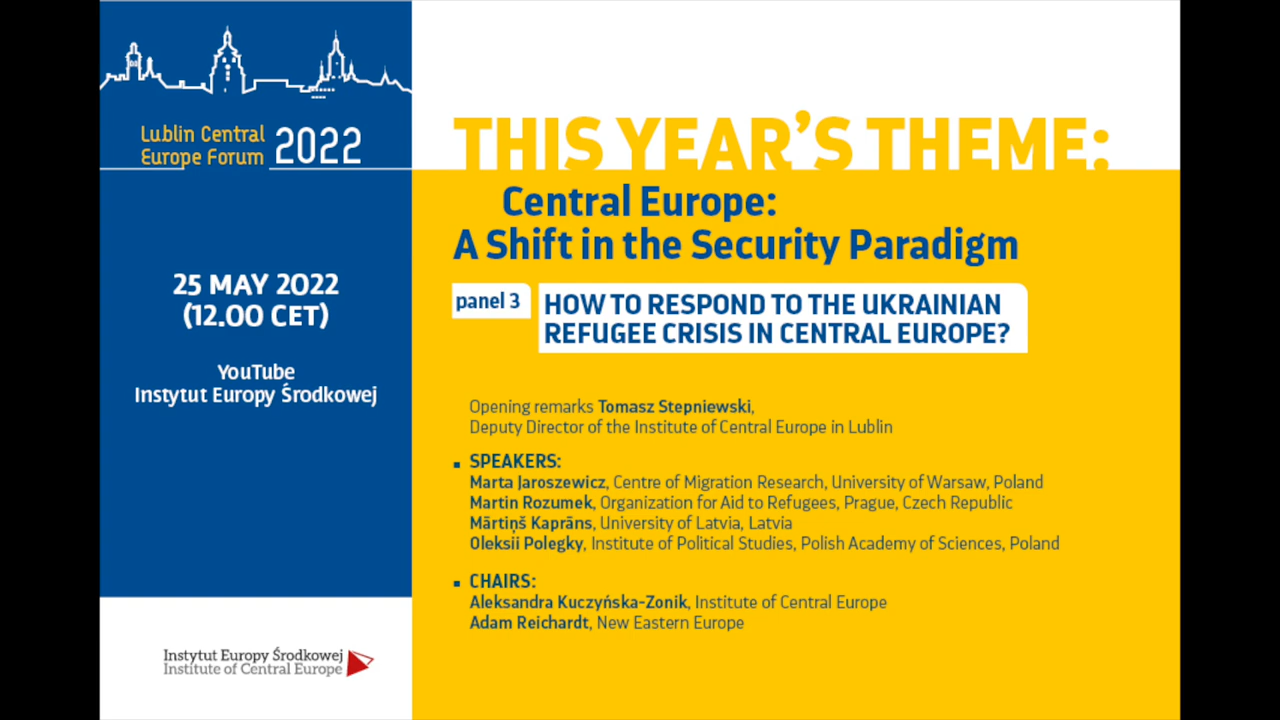 Lublin Central
Europe Forum 2022
25 MAY 2022
(12.00 CET)
YouTube
Instytut Europy Środkowej
Instytut Europy Środkowej
Institute of Central Europe
THIS YEAR'S THEME:
Central Europe:
A Shift in the Security Paradigm
panel 3
HOW TO RESPOND TO THE UKRAINIAN
REFUGEE CRISIS IN CENTRAL EUROPE?
Opening remarks Tomasz Stepniewski,
Deputy Director of the Institute of Central Europe in Lublin
▪ SPEAKERS:
Marta Jaroszewicz, Centre of Migration Research, University of Warsaw, Poland
Martin Rozumek, Organization for Aid to Refugees, Prague, Czech Republic
Mārtiņš Kaprāns, University of Latvia, Latvia
Oleksii Polegky, Institute of Political Studies, Polish Academy of Sciences, Poland
▪ CHAIRS:
Aleksandra Kuczyńska-Zonik, Institute of Central Europe
Adam Reichardt, New Eastern Europe